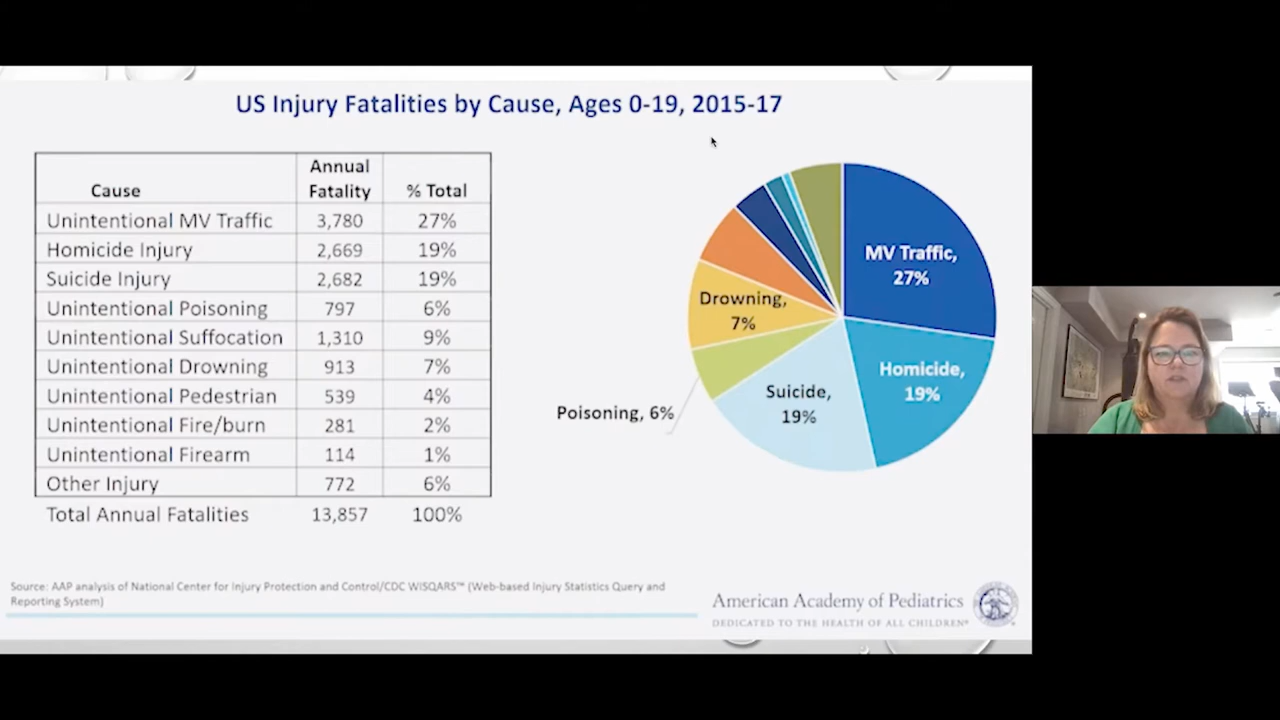 US Injury Fatalities by Cause, Ages 0-19, 2015-17
Cause Annual Fatality % Total
Unintentional MV Traffic 3,780 27%
Homicide Injury 2,669 19%
Suicide Injury 2,682 19%
Unintentional Poisoning 797 6%
Unintentional Suffocation 1,310 9%
Unintentional Drowning 913 7%
Unintentional Pedestrian 539 4%
Unintentional Fire/burn 281 2%
Unintentional Firearm 114 1%
Other Injury 772 6%
Total Annual Fatalities 13,857 100%
MV Traffic,
27%
Homicide,
19%
Suicide,
19%
Poisoning, 6%
Drowning,
7%
Source: AAP analysis of National Center for Injury Protection and Control/CDC WISQARS™ (Web-based Injury Statistics Query and
Reporting System)
American Academy of Pediatrics
DEDICATED TO THE HEALTH OF ALL CHILDREN®